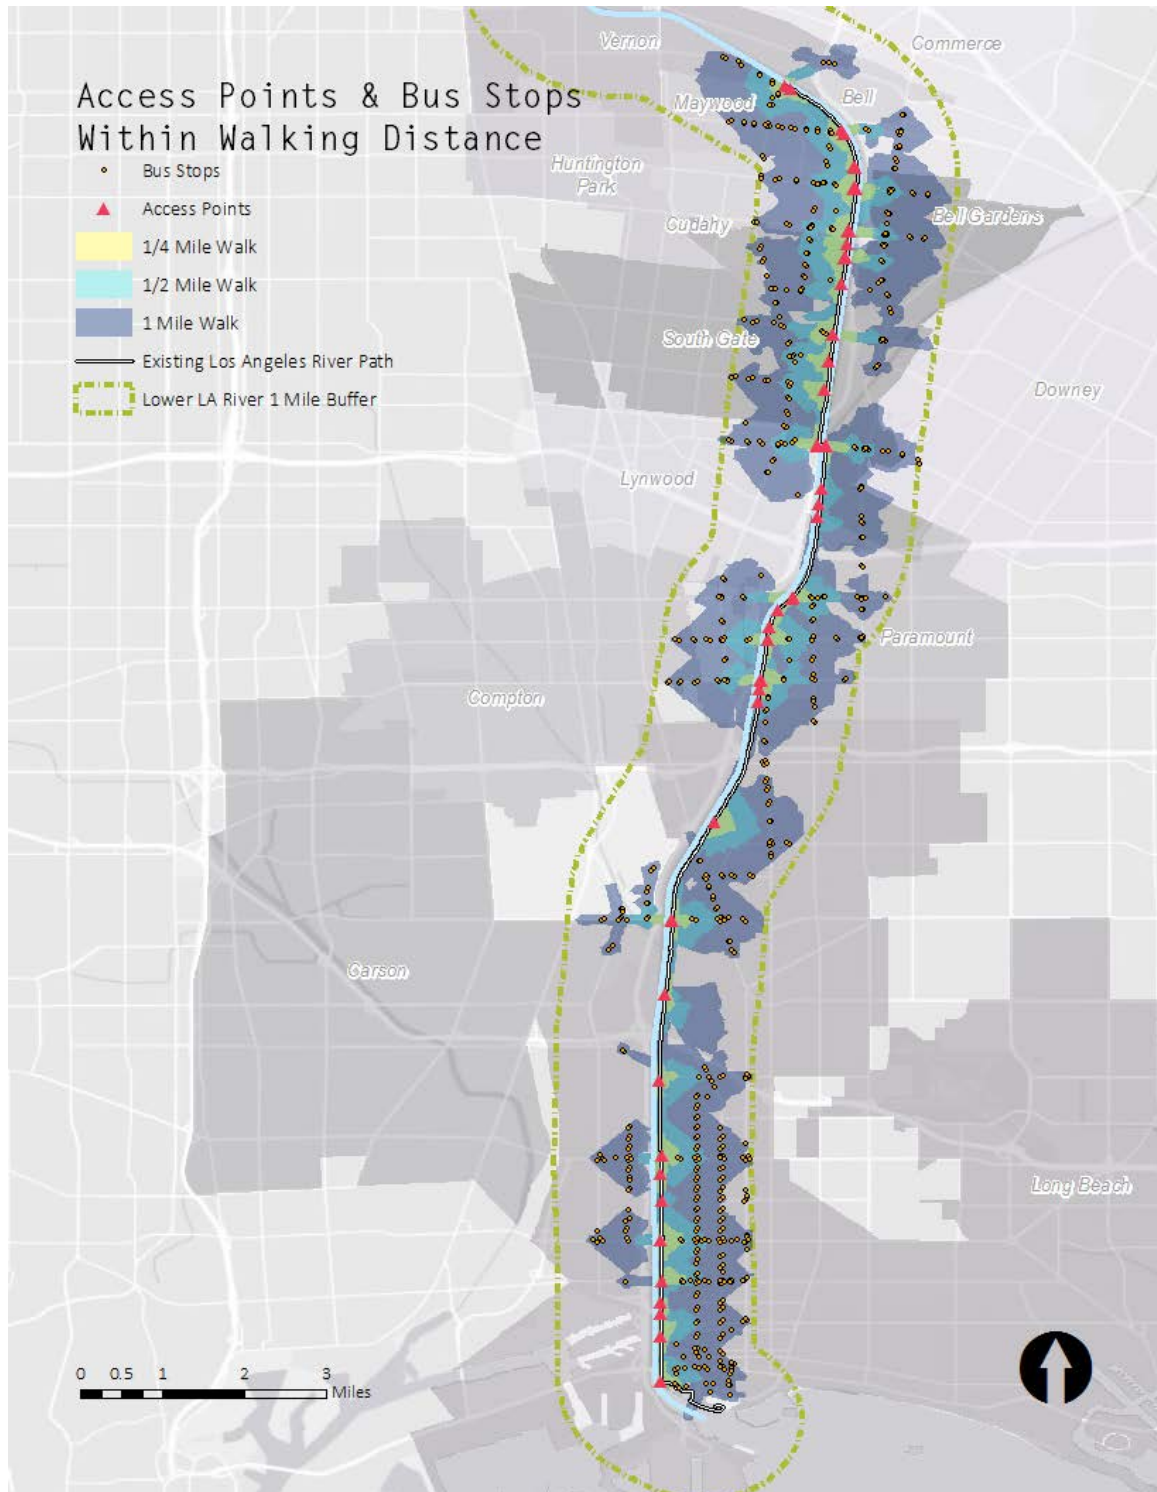 Vernon
Commerce
Access Points & Bus Stops
Within Walking Distance
Maywood
Bell
Bus Stops
Huntington
Park
Access Points
Cudahy
Bell Gardens
1/4 Mile Walk
1/2 Mile Walk
1 Mile Walk
South Gate
Existing Los Angeles River Path
Lower LA River 1 Mile Buffer
Downey
Lynwood
Paramount
Compton
Carson
Long Beach
0 0.5 1 2 3
Miles